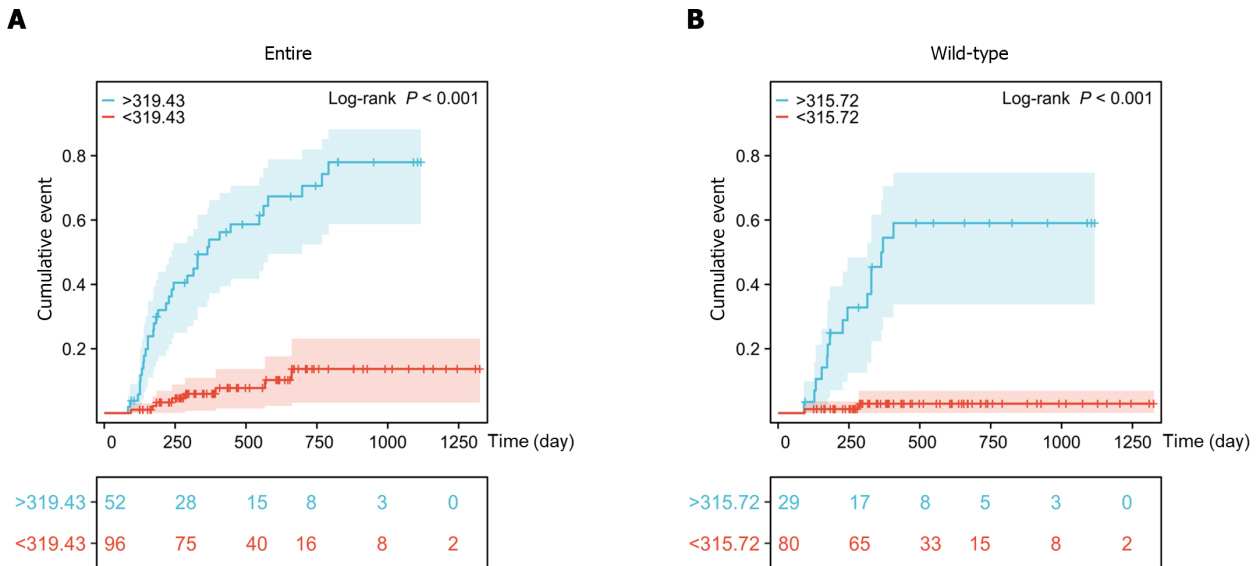 A
Entire
>319.43
<319.43
Log-rank P < 0.001
Cumulative event
0.8
0.6
0.4
0.2
0 250 500 750 1000 1250 Time (day)
>319.43 52 28 15 8 3 0
<319.43 96 75 40 16 8 2
B
Wild-type
>315.72
<315.72
Log-rank P < 0.001
Cumulative event
0.8
0.6
0.4
0.2
0 250 500 750 1000 1250 Time (day)
>315.72 29 17 8 5 3 0
<315.72 80 65 33 15 8 2